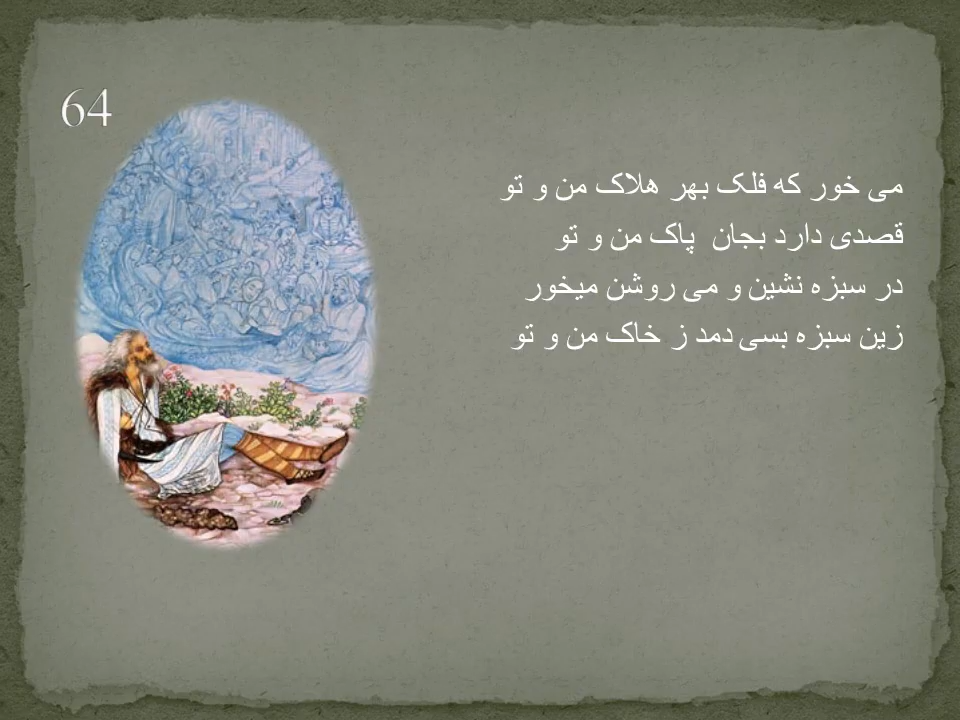 64
می خور که فلک بهر هلاک من و تو
قصدی دارد بجان پاک من و تو
در سبزه نشین و می روشن میخور
زین سبزه بسی دمد ز خاک من و تو